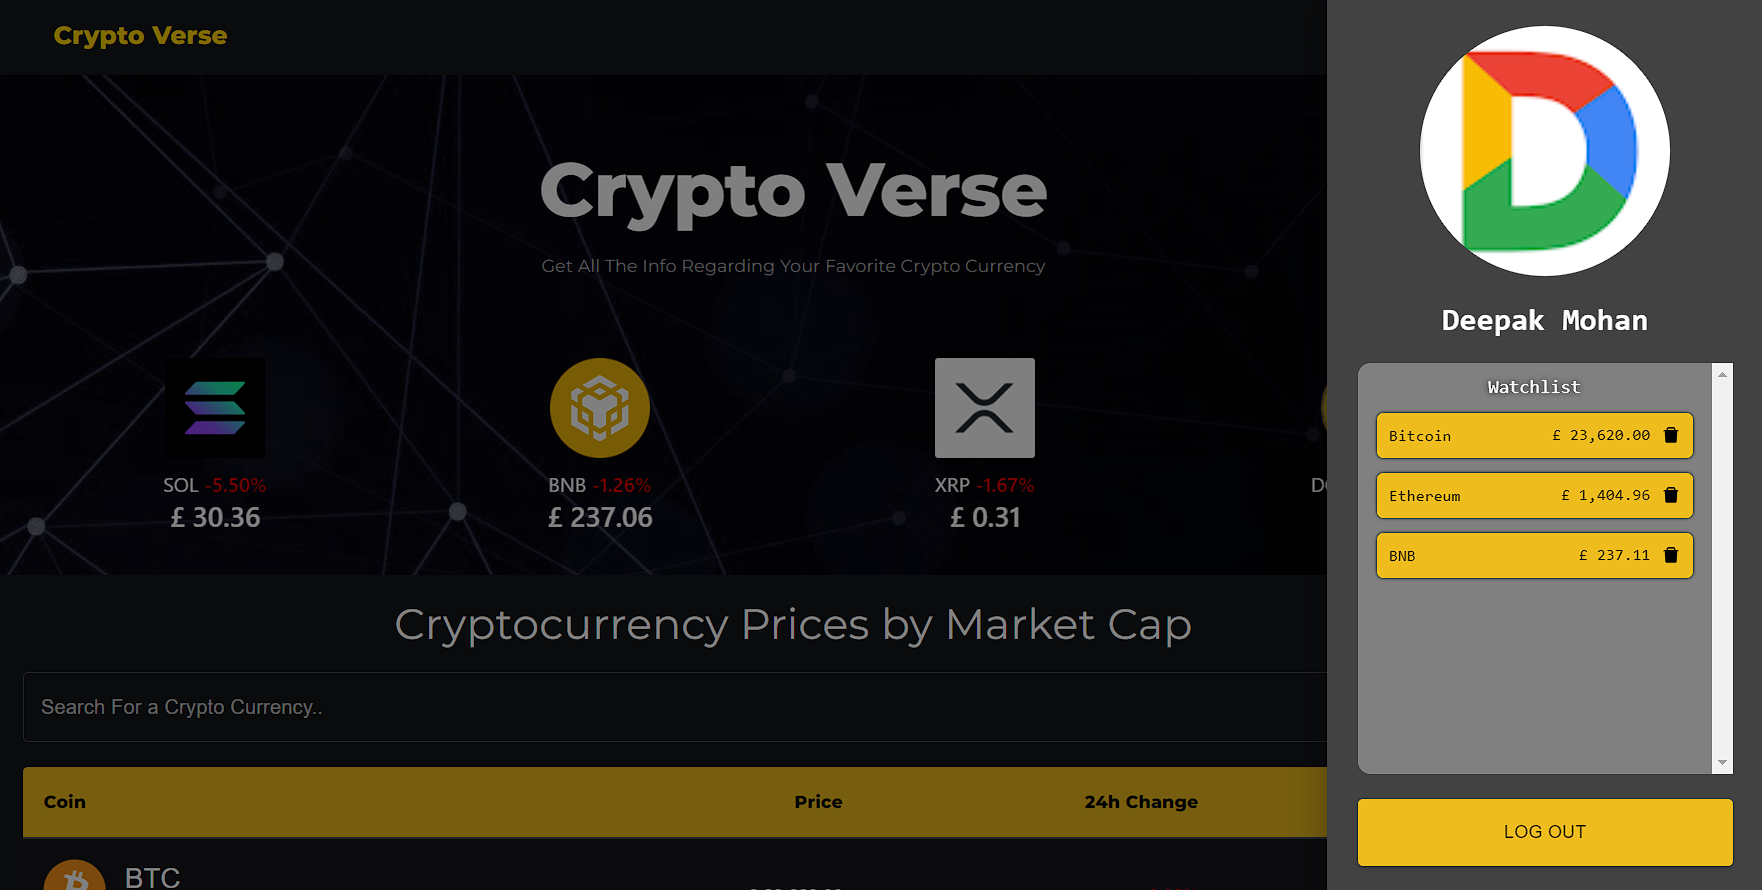 Crypto Verse
Crypto Verse
Get All The Info Regarding Your Favorite Crypto Currency
SOL -5.50%
£ 30.36
BNB -1.26%
£ 237.06
XRP -1.67%
£ 0.31
Cryptocurrency Prices by Market Cap
Search For a Crypto Currency..
Coin Price 24h Change
BTC
Deepak Mohan
Watchlist
Bitcoin £ 23,620.00
Ethereum £ 1,404.96
BNB £ 237.11
LOG OUT